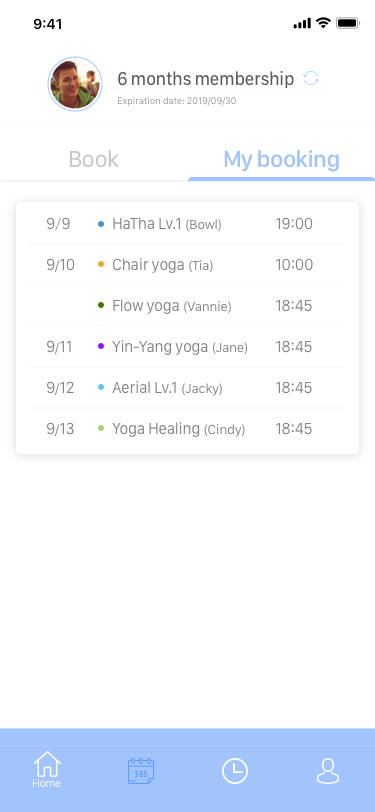 9:41
6 months membership
Expiration date: 2019/09/30
Book My booking
9/9 HaTha Lv.1 (Bowl) 19:00
9/10 Chair yoga (Tia) 10:00
Flow yoga (Vannie) 18:45
9/11 Yin-Yang yoga (Jane) 18:45
9/12 Aerial Lv.1 (Jacky) 18:45
9/13 Yoga Healing (Cindy) 18:45
365
Home